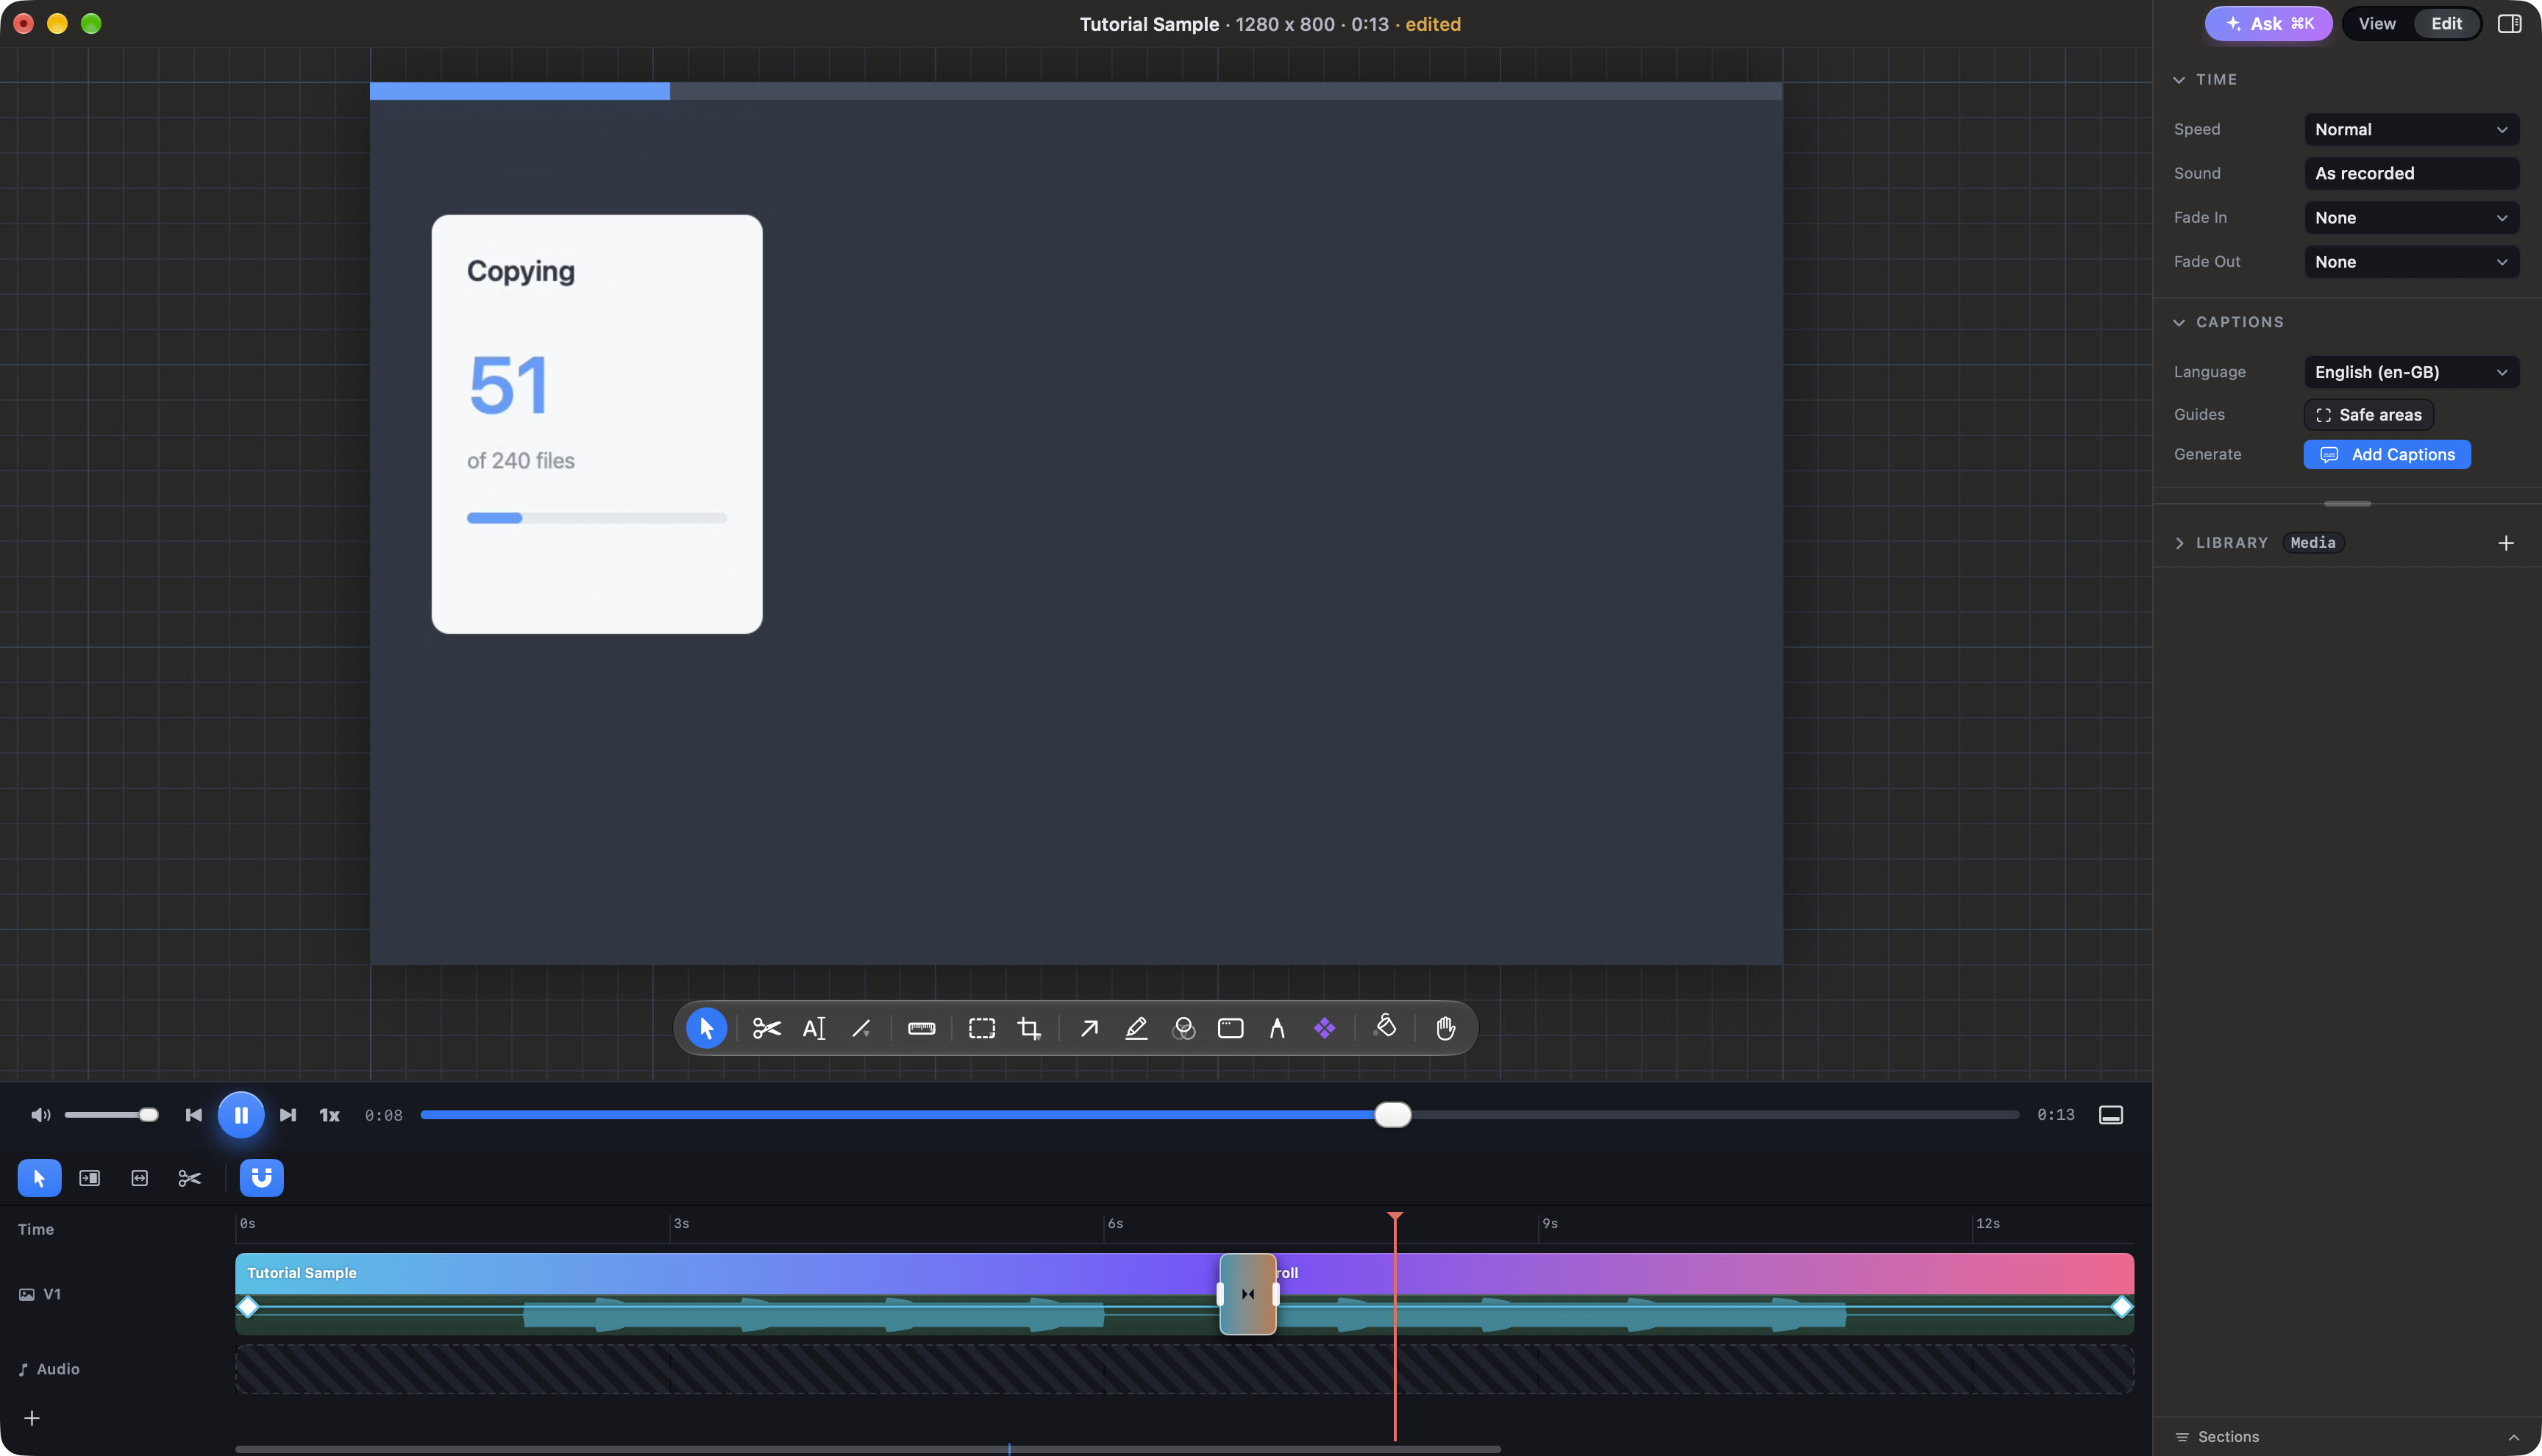 Tutorial Sample · 1280 x 800 · 0:13 · edited
Ask ⌘K
View
Edit
TIME
Speed
Normal
Sound
As recorded
Fade In
None
Fade Out
None
CAPTIONS
Language
English (en-GB)
Guides
Safe areas
Generate
Add Captions
LIBRARY
Media
Copying
51
of 240 files
1x
0:08
0:13
Time
0s
3s
6s
9s
12s
Tutorial Sample
roll
V1
Audio
Sections